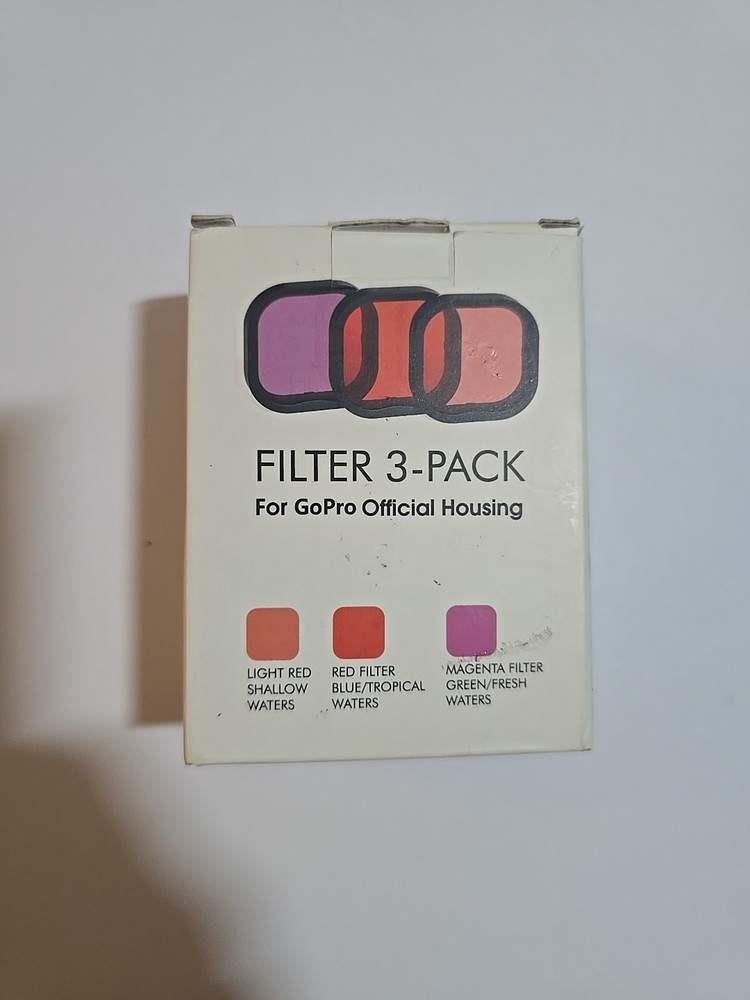 FILTER 3-PACK
For GoPro Official Housing
LIGHT RED
SHALLOW
WATERS
RED FILTER
BLUE/TROPICAL
WATERS
MAGENTA FILTER
GREEN/FRESH
WATERS